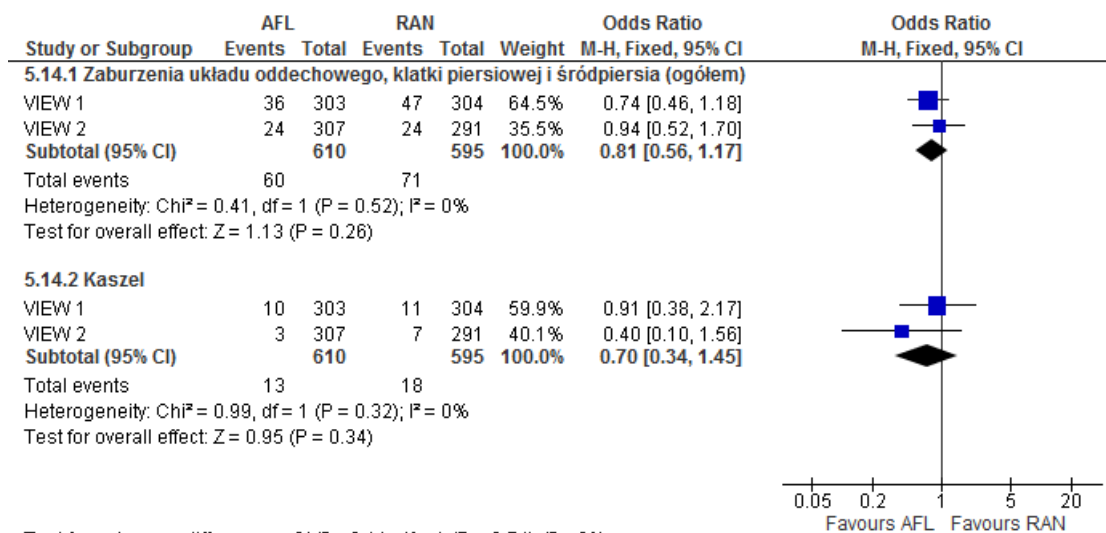 AFL RAN Odds Ratio Odds Ratio
Study or Subgroup Events Total Events Total Weight M-H, Fixed, 95% CI M-H, Fixed, 95% CI
5.14.1 Zaburzenia układu oddechowego, klatki piersiowej i śródpiersia (ogółem)
VIEW 1 36 303 47 304 64.5% 0.74 [0.46, 1.18]
VIEW 2 24 307 24 291 35.5% 0.94 [0.52, 1.70]
Subtotal (95% CI) 610 595 100.0% 0.81 [0.56, 1.17]
Total events 60 71
Heterogeneity: Chi² = 0.41, df = 1 (P = 0.52); I² = 0%
Test for overall effect: Z = 1.13 (P = 0.26)
5.14.2 Kaszel
VIEW 1 10 303 11 304 59.9% 0.91 [0.38, 2.17]
VIEW 2 3 307 7 291 40.1% 0.40 [0.10, 1.56]
Subtotal (95% CI) 610 595 100.0% 0.70 [0.34, 1.45]
Total events 13 18
Heterogeneity: Chi² = 0.99, df = 1 (P = 0.32); I² = 0%
Test for overall effect: Z = 0.95 (P = 0.34)
0.05 0.2 1 5 20
Favours AFL Favours RAN